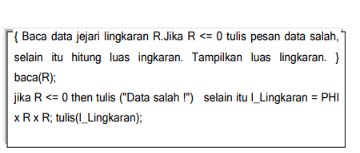 { Baca data jejari lingkaran R.Jika R <= 0 tulis pesan data salah,
selain itu hitung luas ingkaran. Tampilkan luas lingkaran. }
baca(R);
jika R <= 0 then tulis ("Data salah !") selain itu l_Lingkaran = PHI
x R x R; tulis(l_Lingkaran);